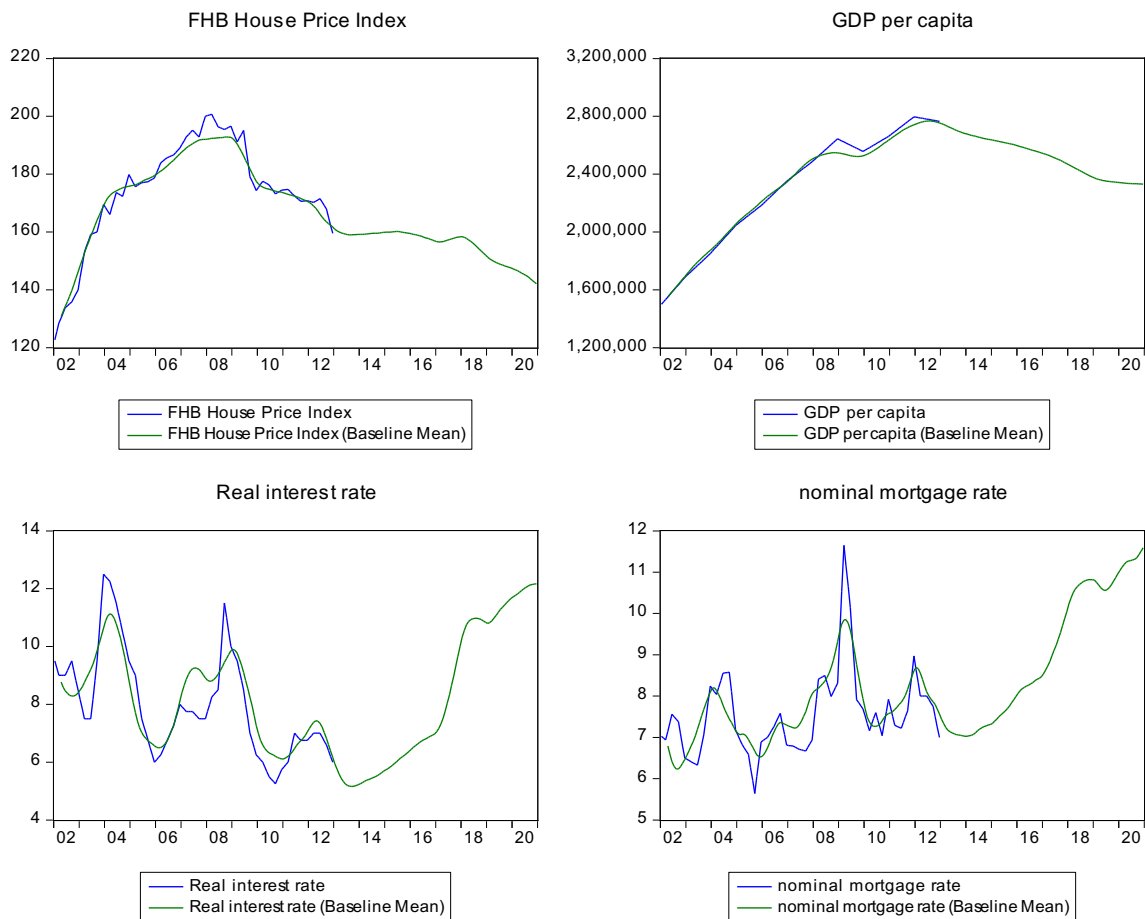 FHB House Price Index
220
200
180
160
140
120
02 04 06 08 10 12 14 16 18 20
FHB House Price Index
FHB House Price Index (Baseline Mean)
GDP per capita
3,200,000
2,800,000
2,400,000
2,000,000
1,600,000
1,200,000
02 04 06 08 10 12 14 16 18 20
GDP per capita
GDP per capita (Baseline Mean)
Real interest rate
14
12
10
8
6
4
02 04 06 08 10 12 14 16 18 20
Real interest rate
Real interest rate (Baseline Mean)
nominal mortgage rate
12
11
10
9
8
7
6
5
02 04 06 08 10 12 14 16 18 20
nominal mortgage rate
nominal mortgage rate (Baseline Mean)